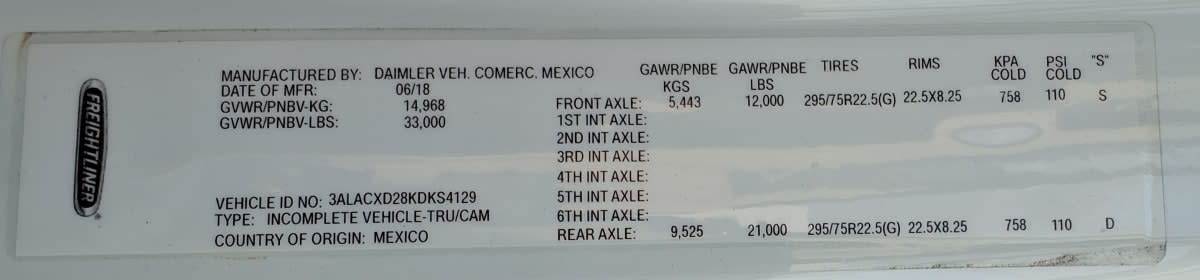 FREIGHTLINER
MANUFACTURED BY: DAIMLER VEH. COMERC. MEXICO
DATE OF MFR: 06/18
GVWR/PNBV-KG: 14,968
GVWR/PNBV-LBS: 33,000
VEHICLE ID NO: 3ALACXD28KDKS4129
TYPE: INCOMPLETE VEHICLE-TRU/CAM
COUNTRY OF ORIGIN: MEXICO
GAWR/PNBE GAWR/PNBE TIRES RIMS KPA PSI "S"
KGS LBS COLD COLD
FRONT AXLE: 5,443 12,000 295/75R22.5(G) 22.5X8.25 758 110 S
1ST INT AXLE:
2ND INT AXLE:
3RD INT AXLE:
4TH INT AXLE:
5TH INT AXLE:
6TH INT AXLE:
REAR AXLE: 9,525 21,000 295/75R22.5(G) 22.5X8.25 758 110 D